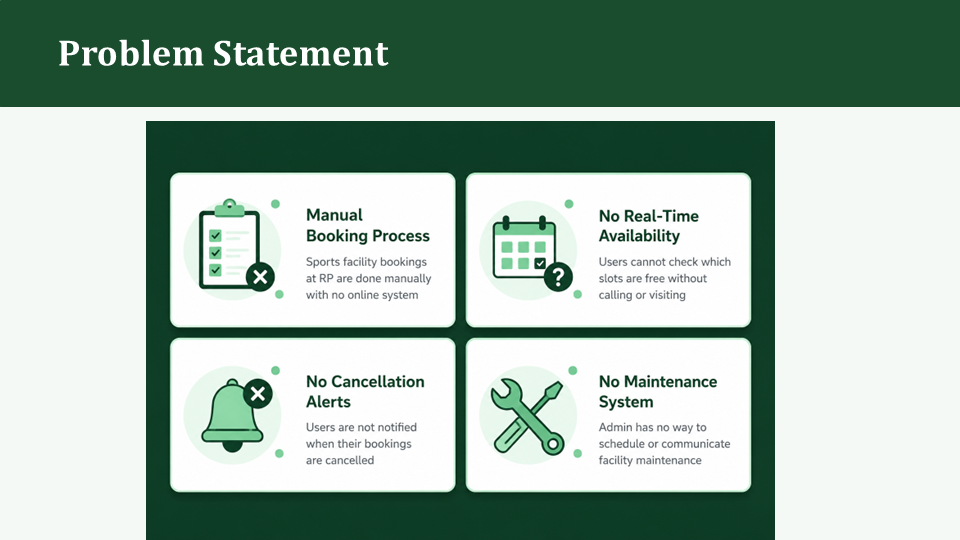 Problem Statement
Manual
Booking Process
Sports facility bookings
at RP are done manually
with no online system
No Real-Time
Availability
Users cannot check which
slots are free without
calling or visiting
No Cancellation
Alerts
Users are not notified
when their bookings
are cancelled
No Maintenance
System
Admin has no way to
schedule or communicate
facility maintenance